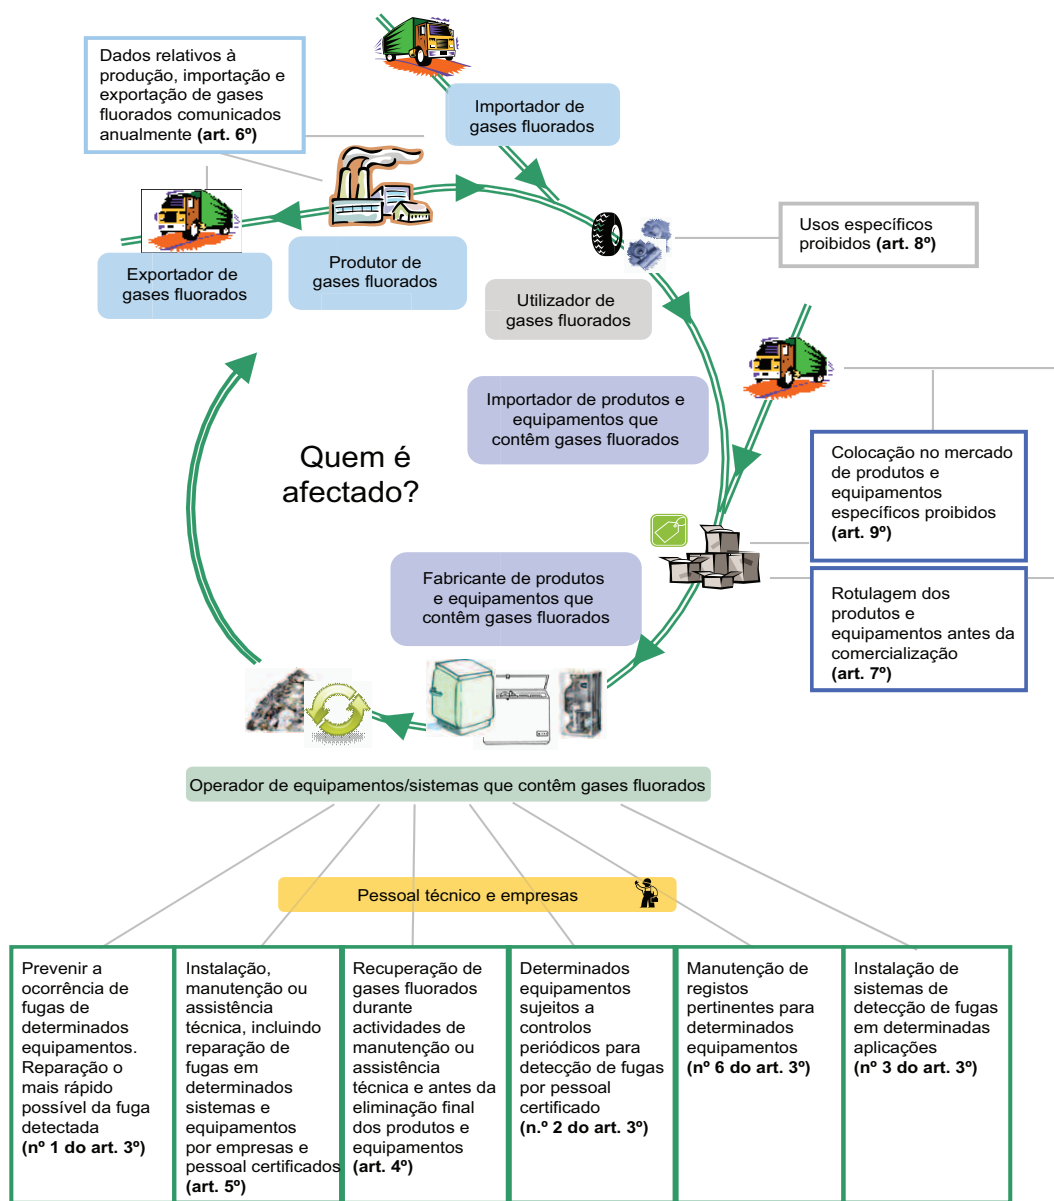 Dados relativos à
produção, importação e
exportação de gases
fluorados comunicados
anualmente (art. 6º)
Importador de
gases fluorados
Exportador de
gases fluorados
Produtor de
gases fluorados
Usos específicos
proibidos (art. 8º)
Utilizador de
gases fluorados
Importador de produtos e
equipamentos que
contêm gases fluorados
Quem é
afectado?
Colocação no mercado
de produtos e
equipamentos
específicos proibidos
(art. 9º)
Fabricante de produtos
e equipamentos que
contêm gases fluorados
Rotulagem dos
produtos e
equipamentos antes da
comercialização
(art. 7º)
Operador de equipamentos/sistemas que contêm gases fluorados
Pessoal técnico e empresas
Prevenir a
ocorrência de
fugas de
determinados
equipamentos.
Reparação o
mais rápido
possível da fuga
detectada
(nº 1 do art. 3º)
Instalação,
manutenção ou
assistência
técnica, incluindo
reparação de
fugas em
determinados
sistemas e
equipamentos
por empresas e
pessoal certificados
(art. 5º)
Recuperação de
gases fluorados
durante
actividades de
manutenção ou
assistência
técnica e antes da
eliminação final
dos produtos e
equipamentos
(art. 4º)
Determinados
equipamentos
sujeitos a
controlos
periódicos para
detecção de fugas
por pessoal
certificado
(n.º 2 do art. 3º)
Manutenção de
registos
pertinentes para
determinados
equipamentos
(nº 6 do art. 3º)
Instalação de
sistemas de
detecção de fugas
em determinadas
aplicações
(nº 3 do art. 3º)